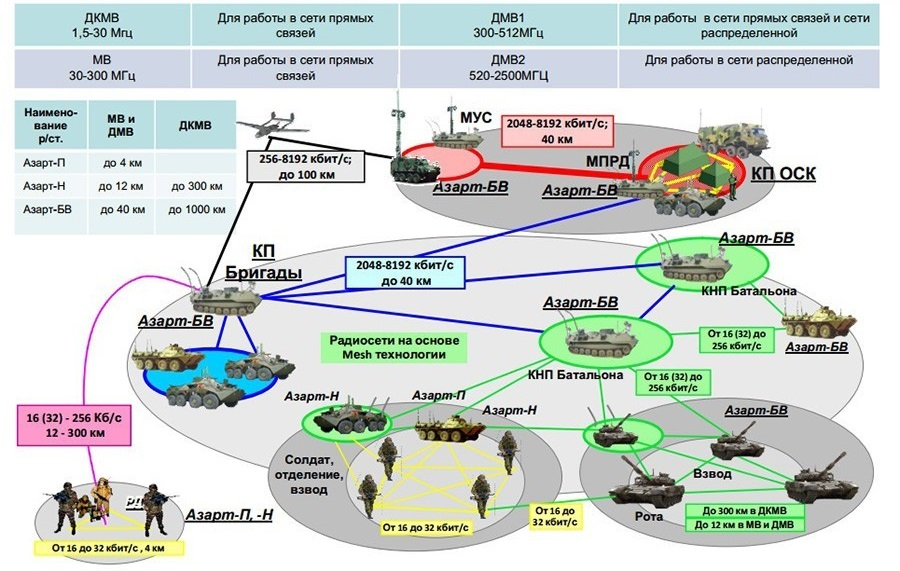 ДКМВ
1,5-30 Мгц
Для работы в сети прямых
связей
ДМВ1
300-512МГц
Для работы в сети прямых связей и сети
распределенной
МВ
30-300 МГц
Для работы в сети прямых
связей
ДМВ2
520-2500МГЦ
Для работы в сети распределенной
Наимено-
вание
р/ст.
МВ и
ДМВ
ДКМВ
Азарт-П
до 4 км
Азарт-Н
до 12 км
до 300 км
Азарт-БВ
до 40 км
до 1000 км
256-8192 кбит/с;
до 100 км
МУС
2048-8192 кбит/с;
40 км
Азарт-БВ
МПРД
Азарт-БВ
КП ОСК
КП
Бригады
2048-8192 кбит/с
до 40 км
Азарт-БВ
КНП Батальона
Азарт-БВ
Азарт-БВ
Радиосети на основе
Mesh технологии
КНП Батальона
От 16 (32) до
256 кбит/с
Азарт-БВ
От 16 (32) до
256 кбит/с
16 (32) - 256 Кб/с
12 - 300 км
Азарт-Н
Азарт-П
Азарт-Н
Азарт-БВ
Солдат,
отделение,
взвод
Взвод
Рота
От 16 до 32 кбит/с
От 16 до
32 кбит/с
До 300 км в ДКМВ
До 12 км в МВ и ДМВ
Азарт-П, -Н
От 16 до 32 кбит/с , 4 км